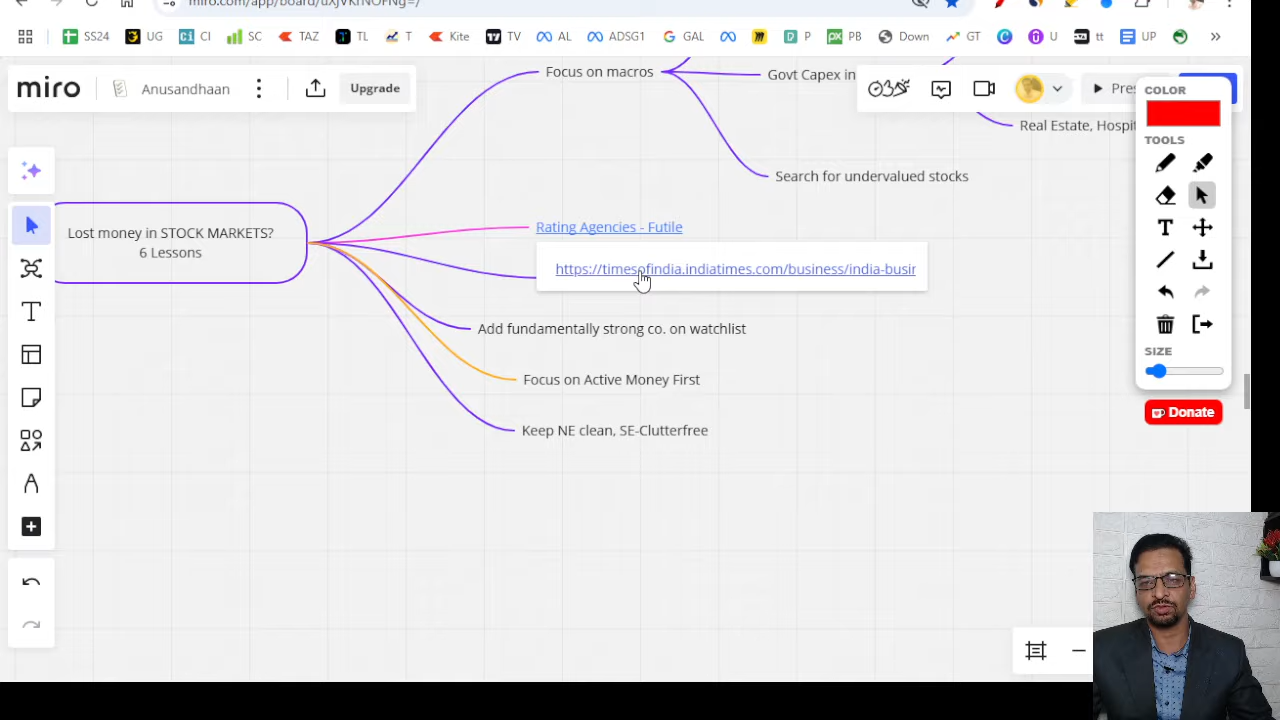 miro.com/app/board/uXjVKrNOFNg=/
SS24
UG
CI
SC
TAZ
TL
T
Kite
TV
AL
ADSG1
GAL
P
PB
Down
GT
U
tt
UP
miro
Anusandhaan
Upgrade
Focus on macros
Govt Capex in
Pres
Real Estate, Hospit
Search for undervalued stocks
Lost money in STOCK MARKETS?
6 Lessons
Rating Agencies - Futile
https://timesofindia.indiatimes.com/business/india-busir
Add fundamentally strong co. on watchlist
Focus on Active Money First
Keep NE clean, SE-Clutterfree
COLOR
TOOLS
SIZE
Donate